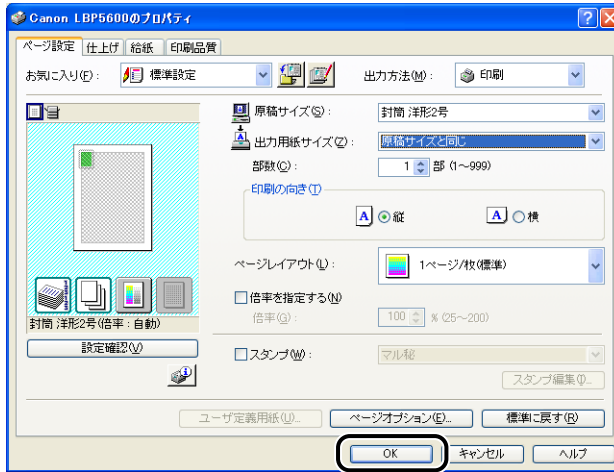 Canon LBP5600のプロパティ
ページ設定 仕上げ 給紙 印刷品質
お気に入り(F): 標準設定 出力方法(M): 印刷
原稿サイズ(S): 封筒 洋形2号
出力用紙サイズ(Z): 原稿サイズと同じ
部数(C): 1 部 (1~999)
印刷の向き(T)
A 縦 A 横
ページレイアウト(L): 1ページ/枚(標準)
倍率を指定する(N)
倍率(G): 100 % (25~200)
封筒 洋形2号(倍率:自動)
設定確認(V)
スタンプ(W): マル秘
スタンプ編集(I)...
ユーザ定義用紙(U)... ページオプション(E)... 標準に戻す(R)
OK キャンセル ヘルプ